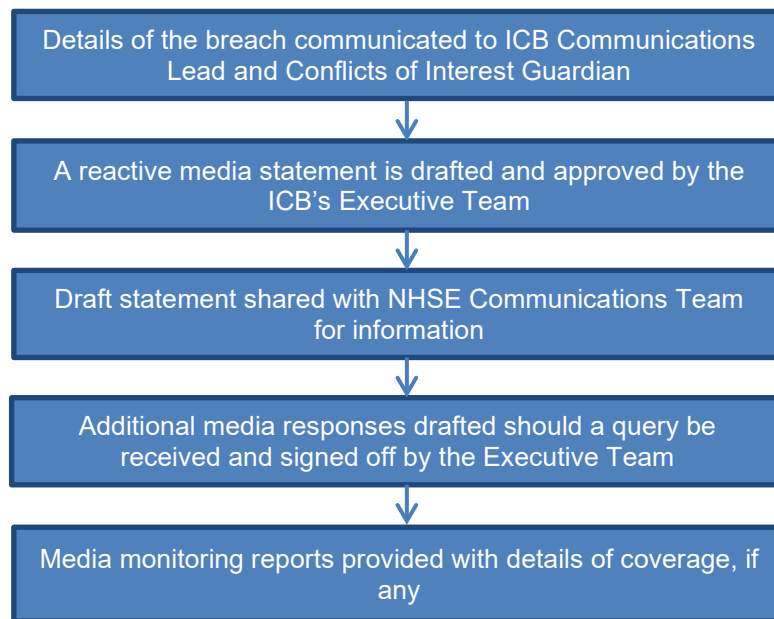 Details of the breach communicated to ICB Communications
Lead and Conflicts of Interest Guardian
A reactive media statement is drafted and approved by the
ICB’s Executive Team
Draft statement shared with NHSE Communications Team
for information
Additional media responses drafted should a query be
received and signed off by the Executive Team
Media monitoring reports provided with details of coverage, if
any